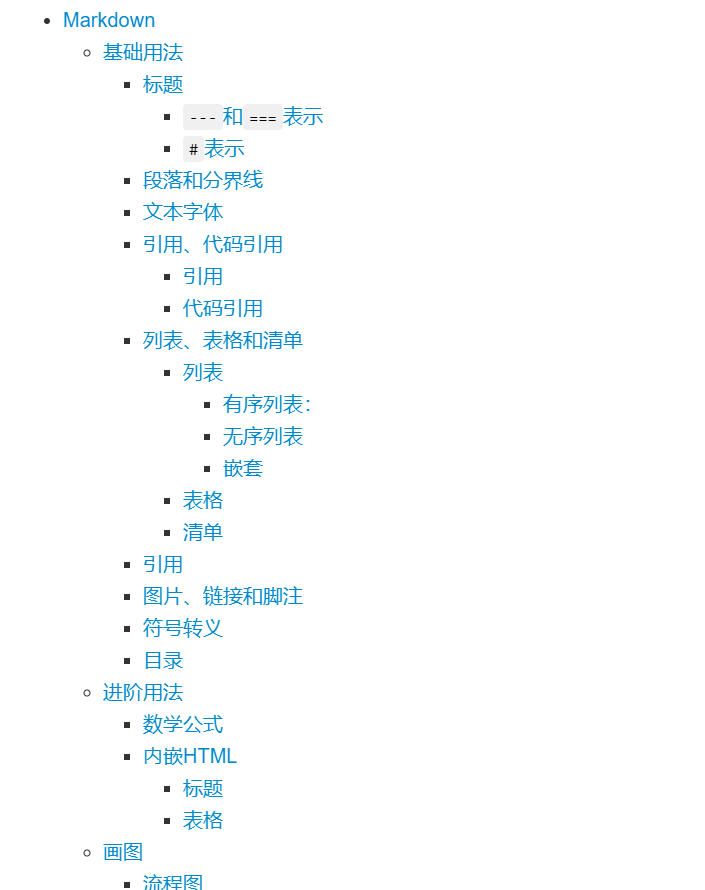 Markdown
基础用法
标题
---和===表示
#表示
段落和分界线
文本字体
引用、代码引用
引用
代码引用
列表、表格和清单
列表
有序列表：
无序列表
嵌套
表格
清单
引用
图片、链接和脚注
符号转义
目录
进阶用法
数学公式
内嵌HTML
标题
表格
画图
流程图